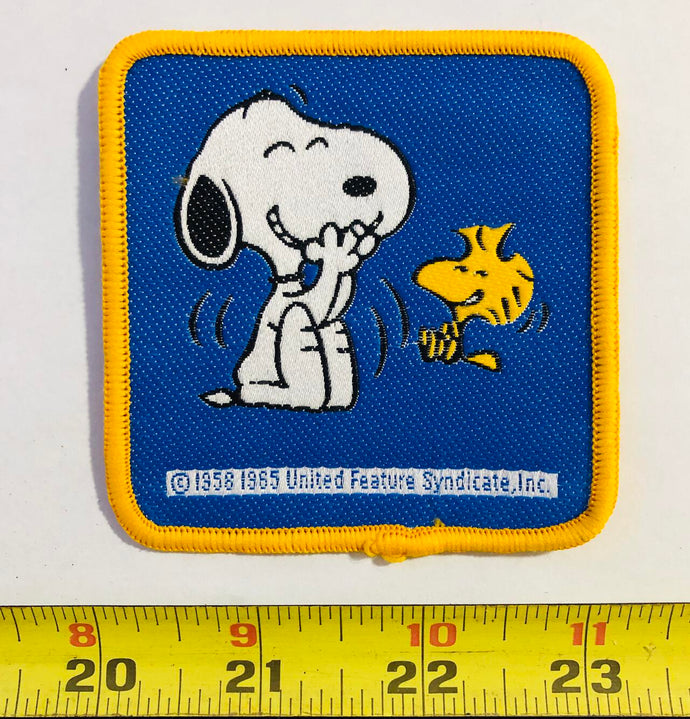 © 1958 1965 United Feature Syndicate, Inc.
8 9 10 11
20 21 22 23